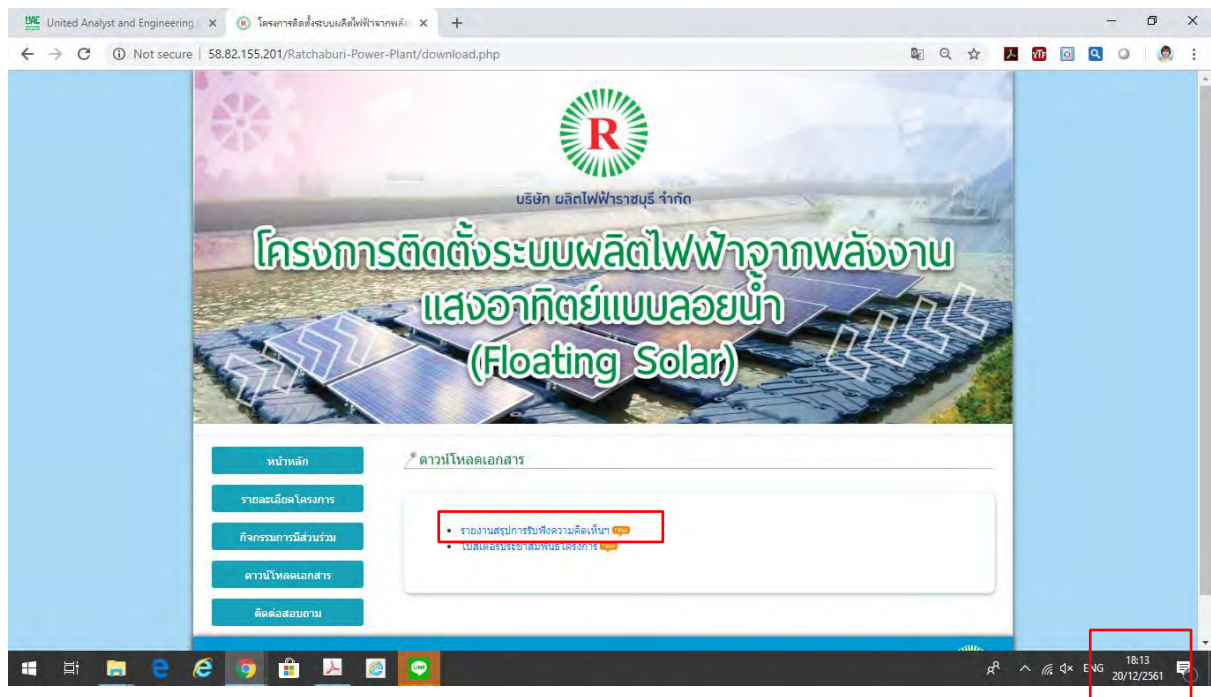 UAE United Analyst and Engineering
R โครงการติดตั้งระบบผลิตไฟฟ้าจากพลัง
Not secure | 58.82.155.201/Ratchaburi-Power-Plant/download.php
YTF
R
บริษัท ผลิตไฟฟ้าราชบุรี จำกัด
โครงการติดตั้งระบบผลิตไฟฟ้าจากพลังงาน
แสงอาทิตย์แบบลอยน้ำ
(Floating Solar)
หน้าหลัก
รายละเอียดโครงการ
กิจกรรมการมีส่วนร่วม
ดาวน์โหลดเอกสาร
ติดต่อสอบถาม
ดาวน์โหลดเอกสาร
รายงานสรุปการรับฟังความคิดเห็นฯ NEW
โปสเตอร์ประชาสัมพันธ์โครงการ NEW
LINE
ENG
18:13
20/12/2561